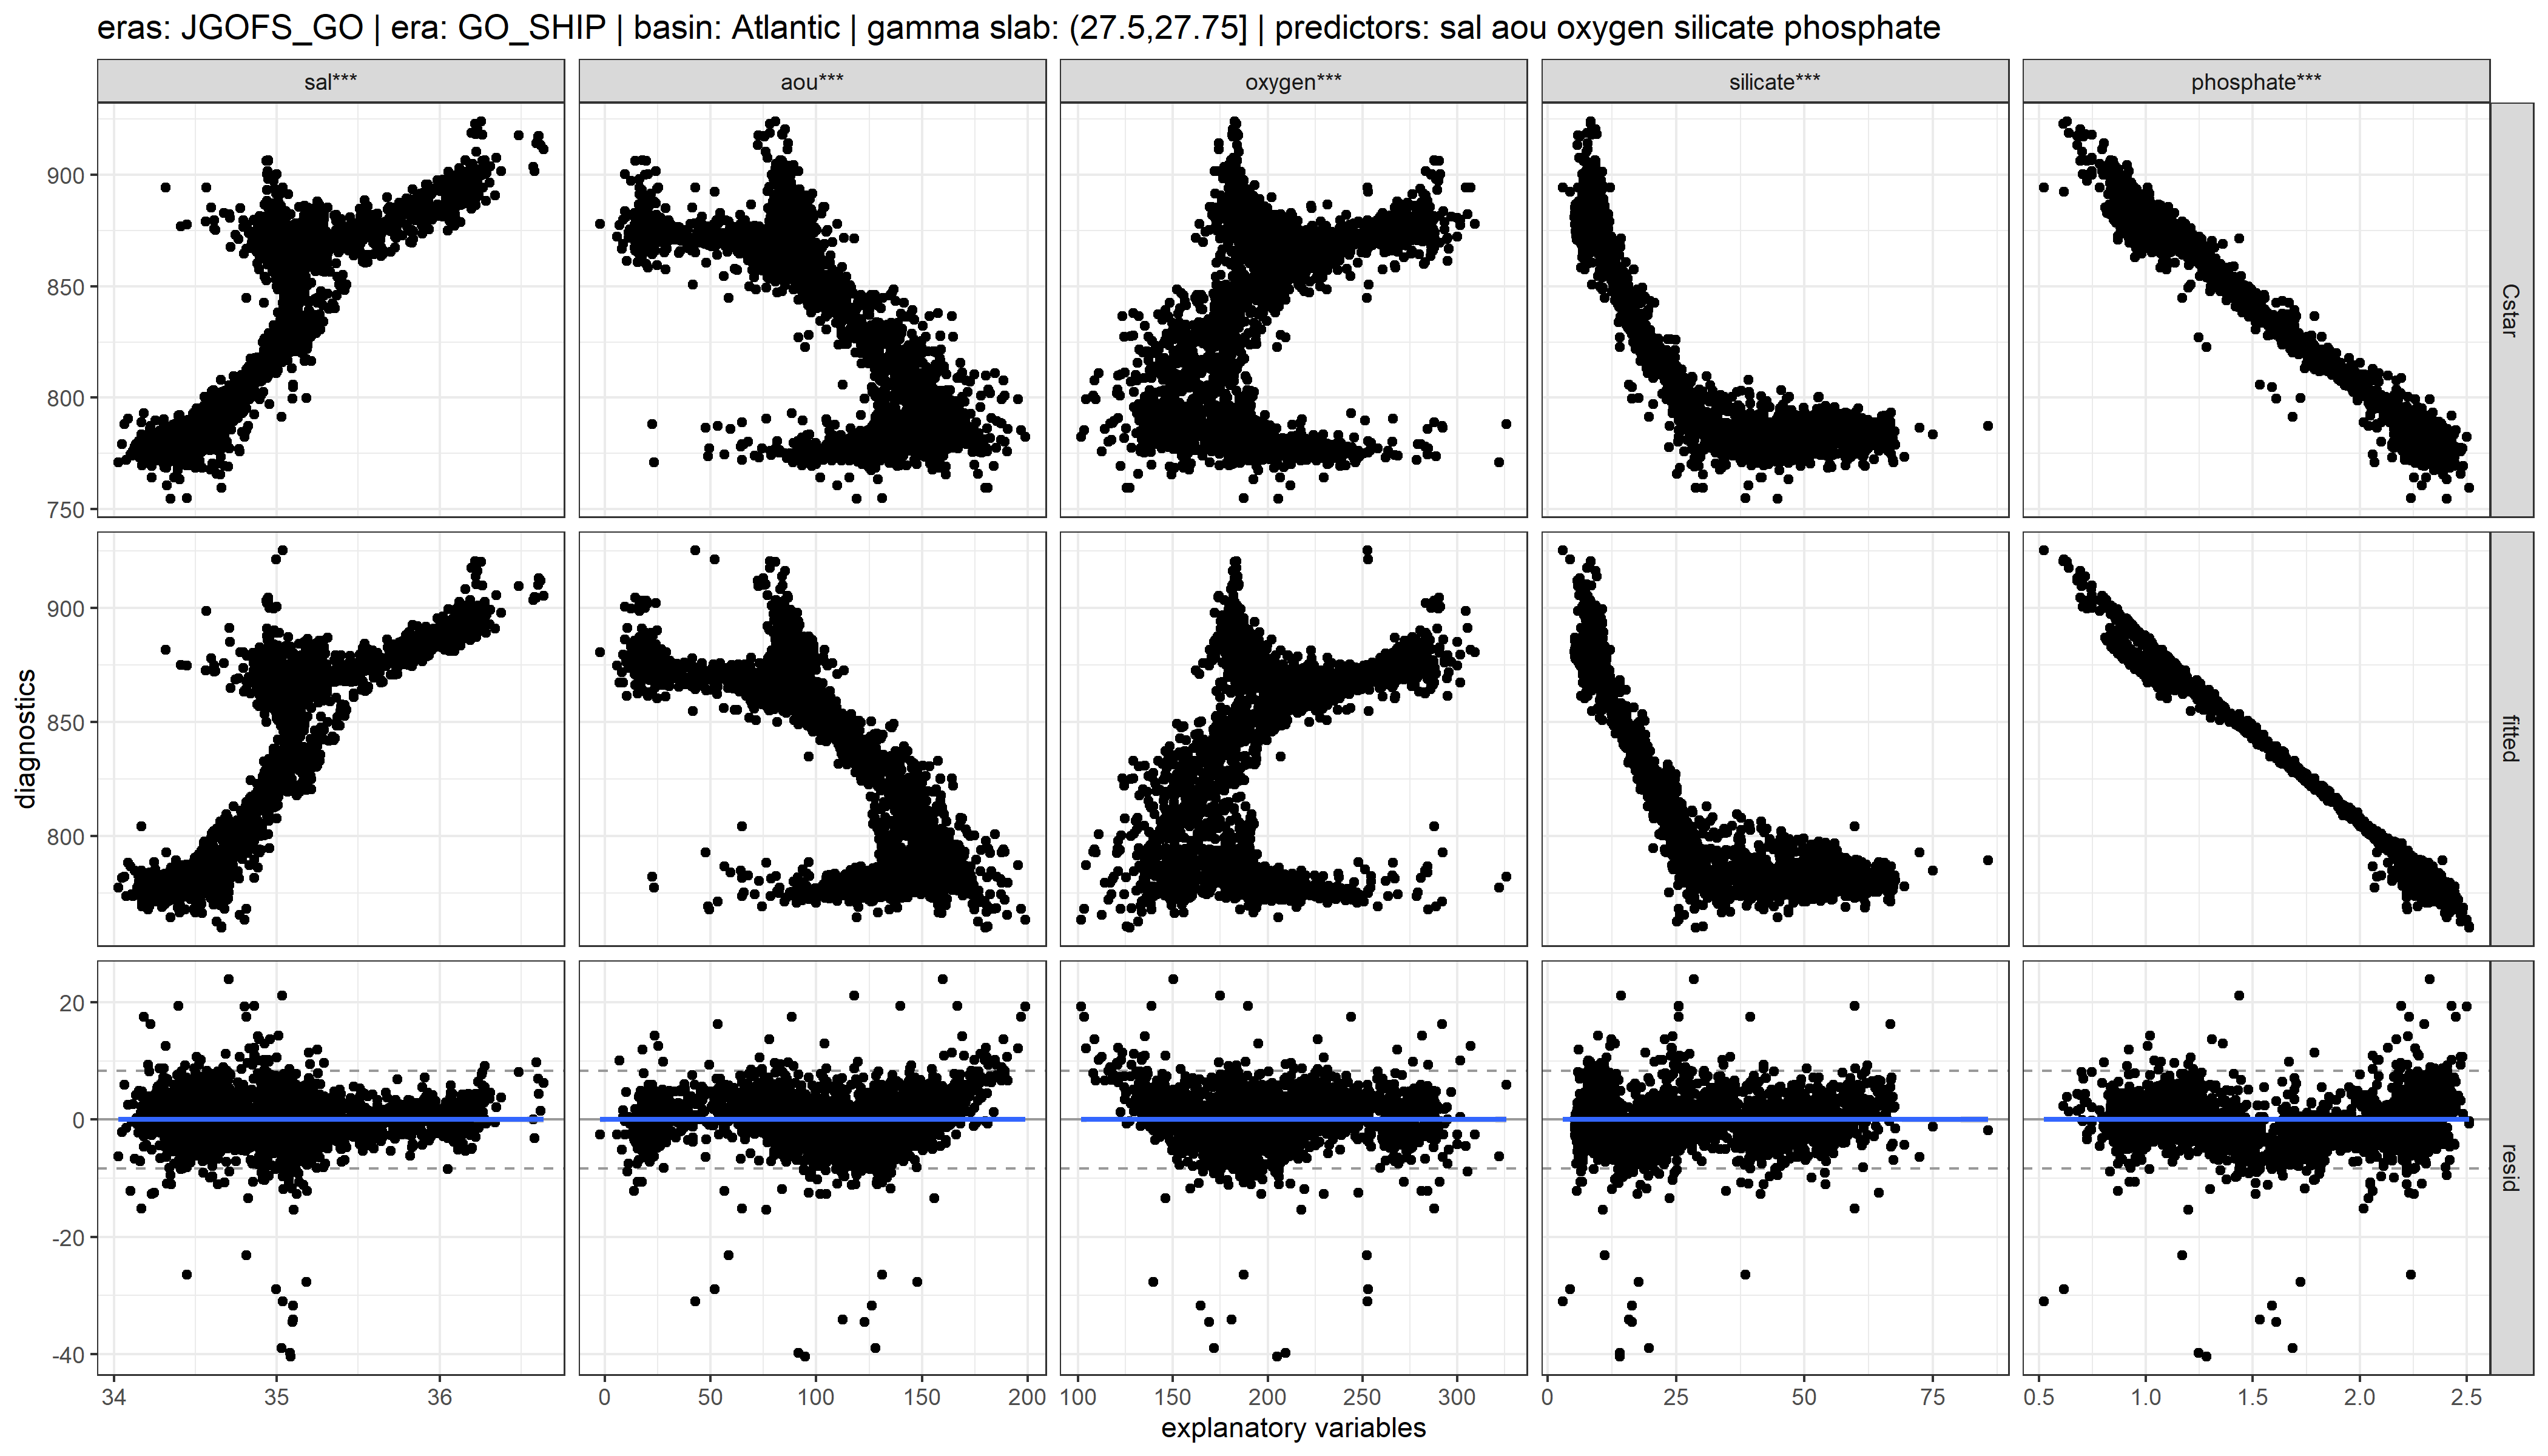 eras: JGOFS_GO | era: GO_SHIP | basin: Atlantic | gamma slab: (27.5,27.75] | predictors: sal aou oxygen silicate phosphate
sal*** aou*** oxygen*** silicate*** phosphate***
900
850
800
750
Cstar
900
850
800
fitted
diagnostics
20
0
-20
-40
resid
34 35 36 0 50 100 150 200 100 150 200 250 300 0 25 50 75 0.5 1.0 1.5 2.0 2.5
explanatory variables